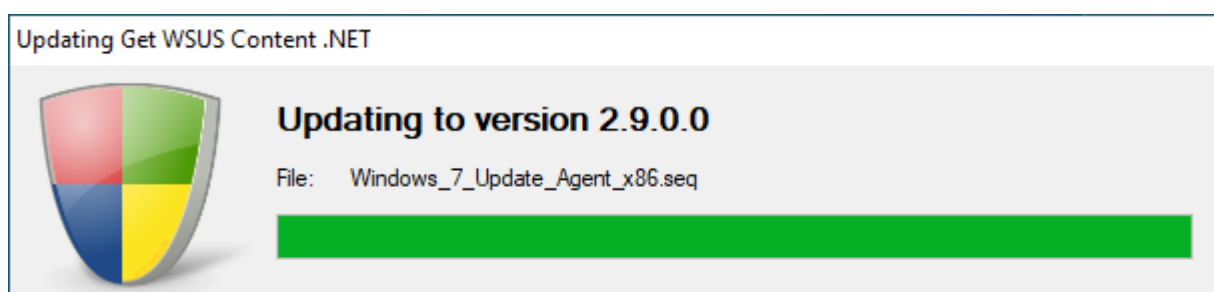 Updating Get WSUS Content .NET
Updating to version 2.9.0.0
File: Windows_7_Update_Agent_x86.seq